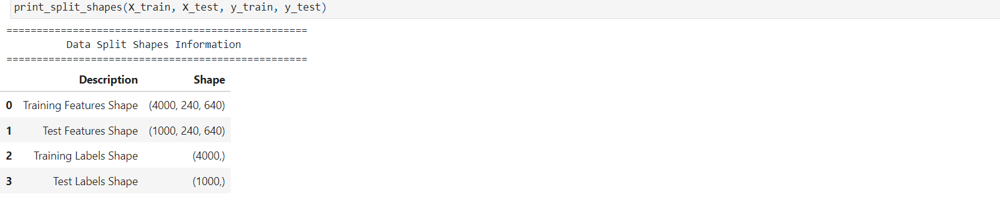 print_split_shapes(X_train, X_test, y_train, y_test)
==================================================
Data Split Shapes Information
==================================================
Description Shape
0 Training Features Shape (4000, 240, 640)
1 Test Features Shape (1000, 240, 640)
2 Training Labels Shape (4000,)
3 Test Labels Shape (1000,)